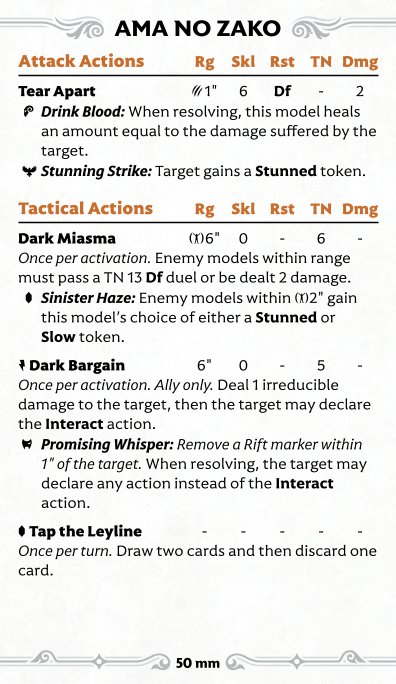 AMA NO ZAKO
Attack Actions Rg Skl Rst TN Dmg
Tear Apart 1" 6 Df - 2
Drink Blood: When resolving, this model heals
an amount equal to the damage suffered by the
target.
Stunning Strike: Target gains a Stunned token.
Tactical Actions Rg Skl Rst TN Dmg
Dark Miasma 6" 0 - 6 -
Once per activation. Enemy models within range
must pass a TN 13 Df duel or be dealt 2 damage.
Sinister Haze: Enemy models within 2" gain
this model's choice of either a Stunned or
Slow token.
Dark Bargain 6" 0 - 5 -
Once per activation. Ally only. Deal 1 irreducible
damage to the target, then the target may declare
the Interact action.
Promising Whisper: Remove a Rift marker within
1" of the target. When resolving, the target may
declare any action instead of the Interact
action.
Tap the Leyline - - - - -
Once per turn. Draw two cards and then discard one
card.
50 mm